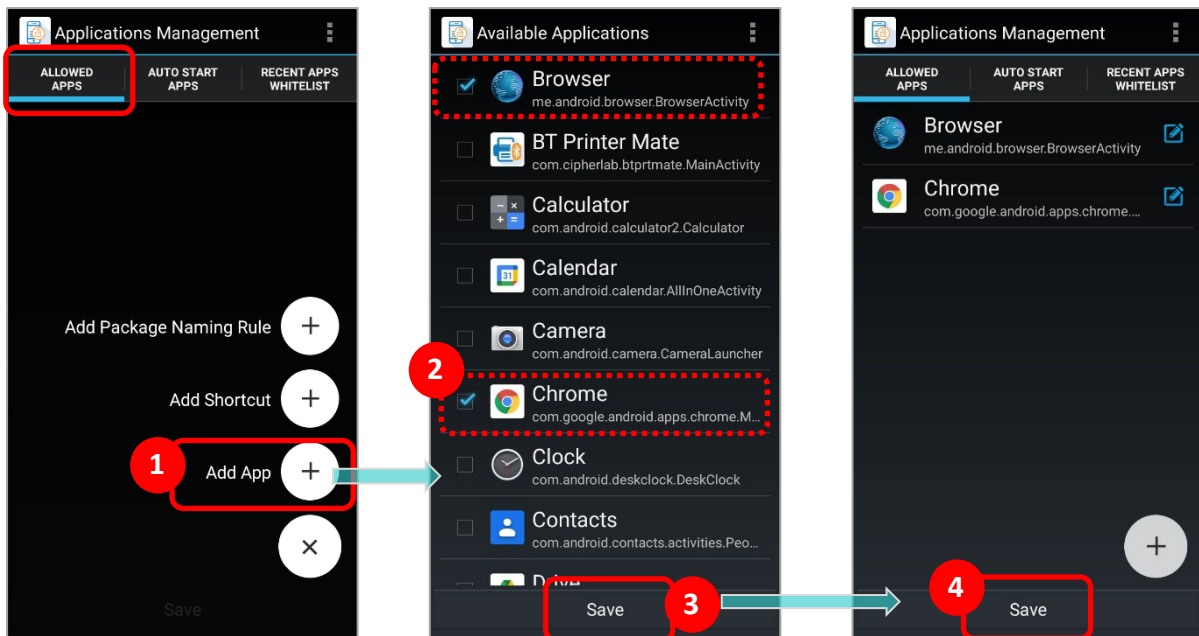 Applications Management
ALLOWED
APPS
AUTO START
APPS
RECENT APPS
WHITELIST
Add Package Naming Rule
Add Shortcut
1
Add App
Save
Available Applications
Browser
me.android.browser.BrowserActivity
BT Printer Mate
com.cipherlab.btprtmate.MainActivity
Calculator
com.android.calculator2.Calculator
31
Calendar
com.android.calendar.AllInOneActivity
Camera
com.android.camera.CameraLauncher
2
Chrome
com.google.android.apps.chrome.M...
Clock
com.android.deskclock.DeskClock
Contacts
com.android.contacts.activities.Peo...
Drive
Save
3
Applications Management
ALLOWED
APPS
AUTO START
APPS
RECENT APPS
WHITELIST
Browser
me.android.browser.BrowserActivity
Chrome
com.google.android.apps.chrome....
4
Save